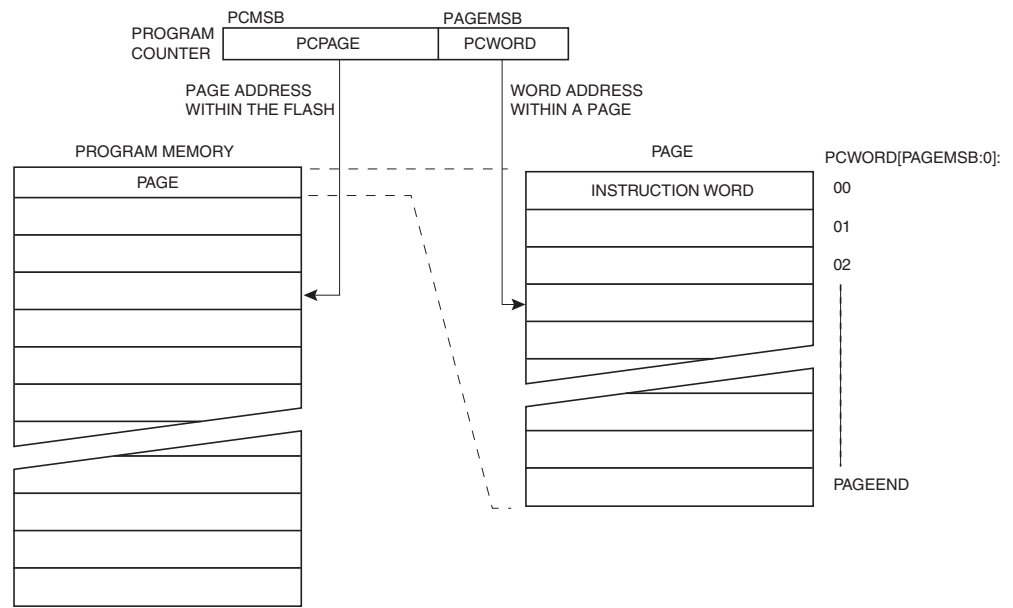 PCMSB
PAGEMSB
PROGRAM
COUNTER
PCPAGE
PCWORD
PAGE ADDRESS
WITHIN THE FLASH
WORD ADDRESS
WITHIN A PAGE
PROGRAM MEMORY
PAGE
PAGE
PCWORD[PAGEMSB:0]:
INSTRUCTION WORD
00
01
02
PAGEEND